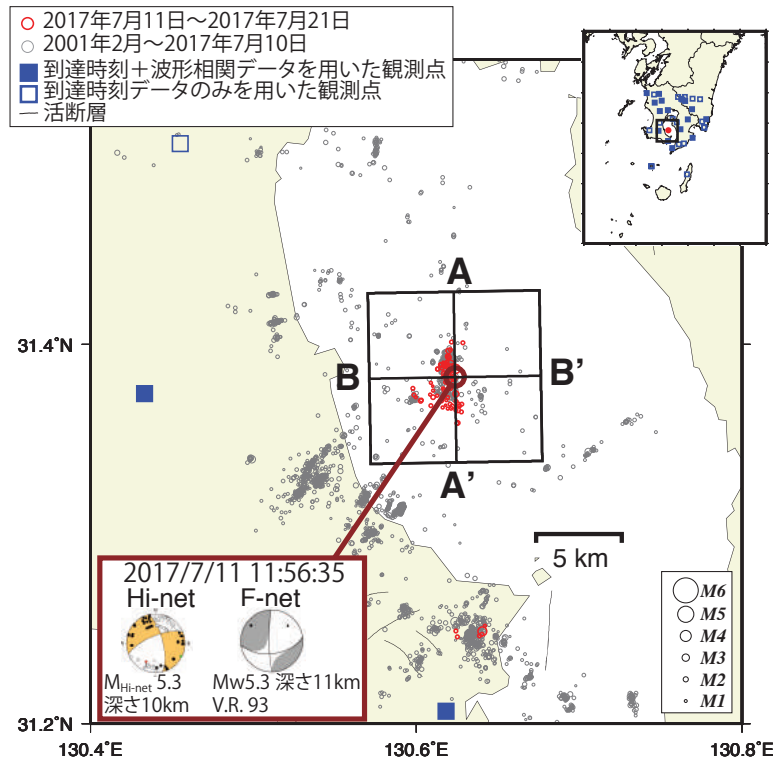 2017年7月11日～2017年7月21日
2001年2月～2017年7月10日
到達時刻＋波形相関データを用いた観測点
到達時刻データのみを用いた観測点
活断層
A
31.4°N
B
B’
A’
5 km
2017/7/11 11:56:35
Hi-net
F-net
MHi-net 5.3
深さ10km
Mw5.3 深さ11km
V.R. 93
M6
M5
M4
M3
M2
M1
31.2°N
130.4°E
130.6°E
130.8°E